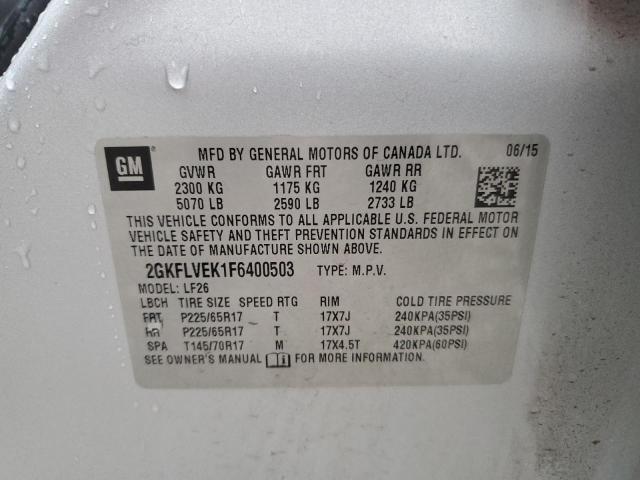 GM
MFD BY GENERAL MOTORS OF CANADA LTD. 06/15
GVWR GAWR FRT GAWR RR
2300 KG 1175 KG 1240 KG
5070 LB 2590 LB 2733 LB
THIS VEHICLE CONFORMS TO ALL APPLICABLE U.S. FEDERAL MOTOR
VEHICLE SAFETY AND THEFT PREVENTION STANDARDS IN EFFECT ON
THE DATE OF MANUFACTURE SHOWN ABOVE.
2GKFLVEK1F6400503 TYPE: M.P.V.
MODEL: LF26
LBCH TIRE SIZE SPEED RTG RIM COLD TIRE PRESSURE
FRT P225/65R17 T 17X7J 240KPA(35PSI)
RR P225/65R17 T 17X7J 240KPA(35PSI)
SPA T145/70R17 M 17X4.5T 420KPA(60PSI)
SEE OWNER'S MANUAL FOR MORE INFORMATION.